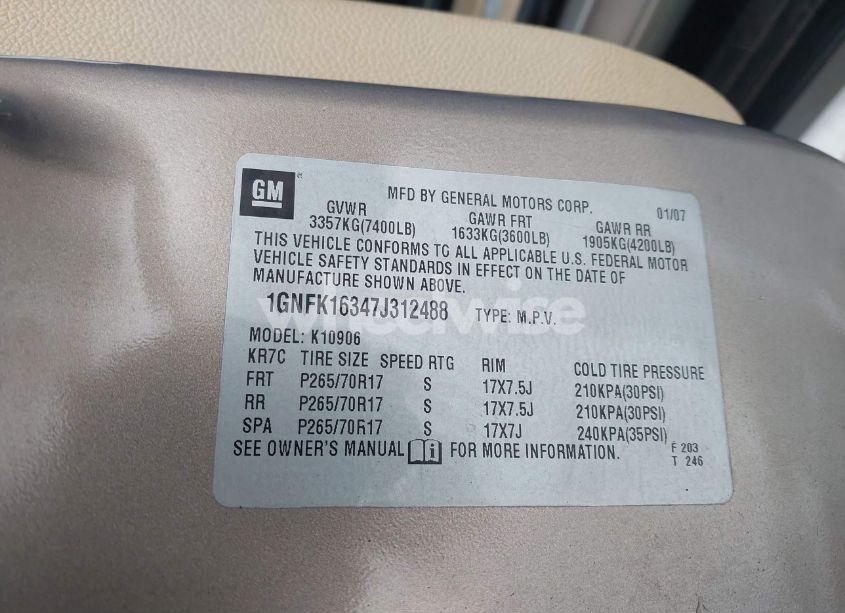 GM
MFD BY GENERAL MOTORS CORP. 01/07
GVWR GAWR FRT GAWR RR
3357KG(7400LB) 1633KG(3600LB) 1905KG(4200LB)
THIS VEHICLE CONFORMS TO ALL APPLICABLE U.S. FEDERAL MOTOR
VEHICLE SAFETY STANDARDS IN EFFECT ON THE DATE OF
MANUFACTURE SHOWN ABOVE.
1GNFK16347J312488 TYPE: M.P.V.
wheelwise
MODEL: K10906
KR7C TIRE SIZE SPEED RTG RIM COLD TIRE PRESSURE
FRT P265/70R17 S 17X7.5J 210KPA(30PSI)
RR P265/70R17 S 17X7.5J 210KPA(30PSI)
SPA P265/70R17 S 17X7J 240KPA(35PSI)
SEE OWNER'S MANUAL i FOR MORE INFORMATION.
F 203
T 246